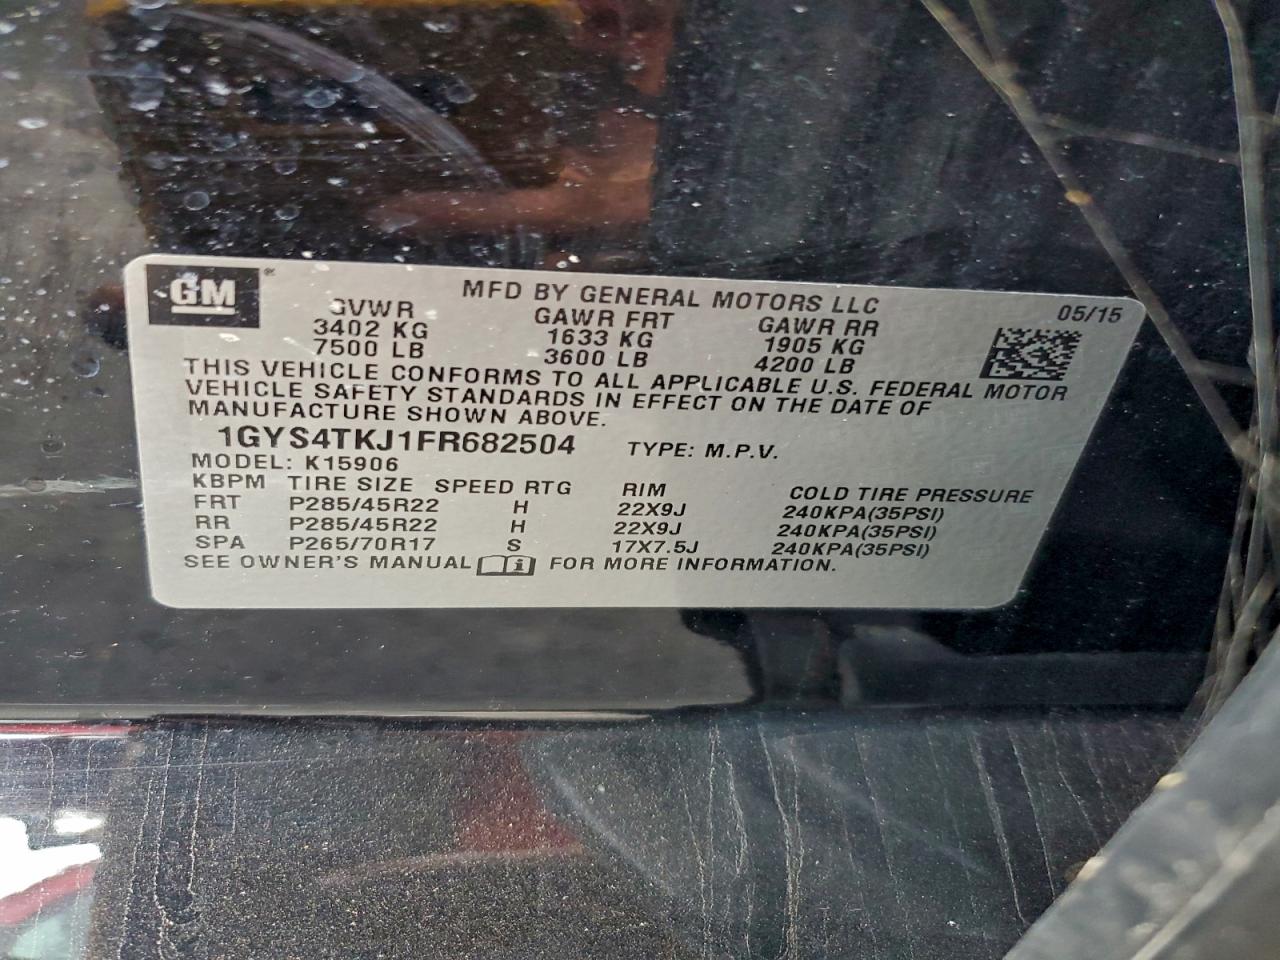 GM ®
MFD BY GENERAL MOTORS LLC 05/15
GVWR GAWR FRT GAWR RR
3402 KG 1633 KG 1905 KG
7500 LB 3600 LB 4200 LB
THIS VEHICLE CONFORMS TO ALL APPLICABLE U.S. FEDERAL MOTOR
VEHICLE SAFETY STANDARDS IN EFFECT ON THE DATE OF
MANUFACTURE SHOWN ABOVE.
1GYS4TKJ1FR682504 TYPE: M.P.V.
MODEL: K15906
KBPM TIRE SIZE SPEED RTG RIM COLD TIRE PRESSURE
FRT P285/45R22 H 22X9J 240KPA(35PSI)
RR P285/45R22 H 22X9J 240KPA(35PSI)
SPA P265/70R17 S 17X7.5J 240KPA(35PSI)
SEE OWNER'S MANUAL FOR MORE INFORMATION.